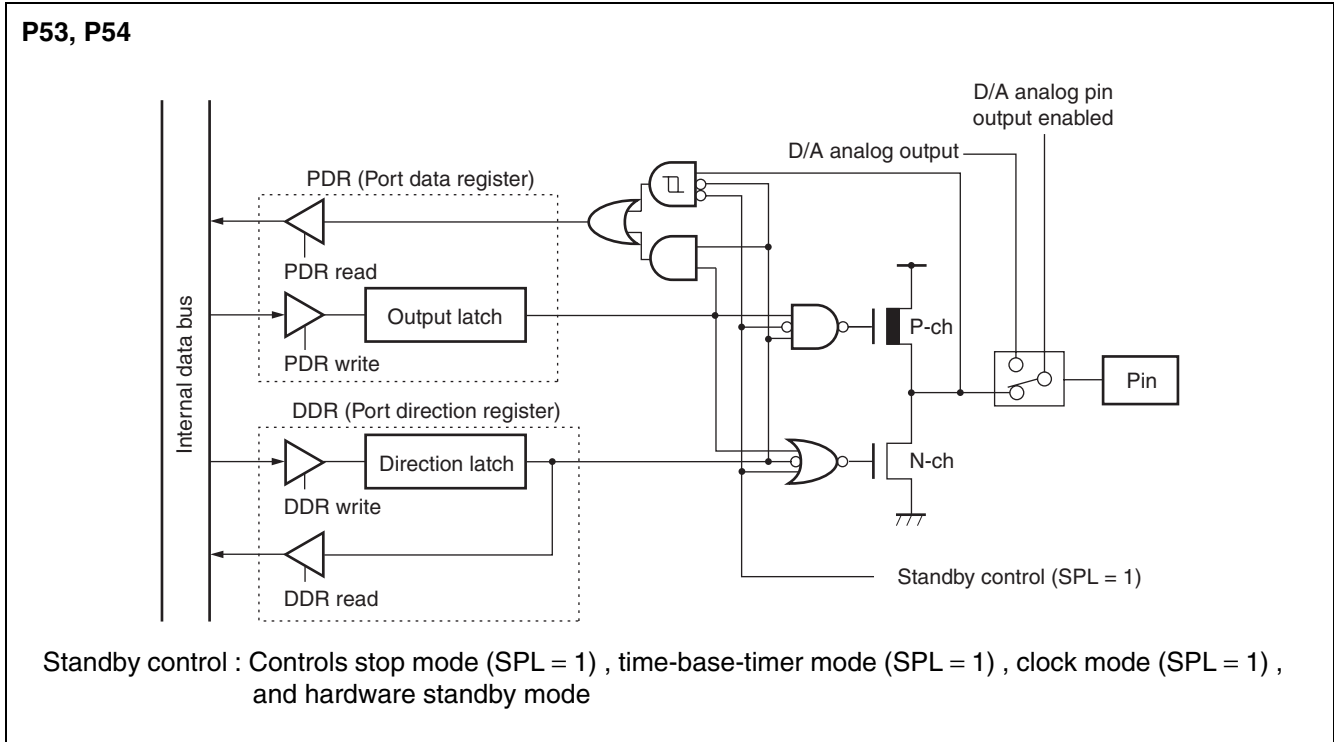 P53, P54
D/A analog pin
output enabled
D/A analog output
PDR (Port data register)
PDR read
Output latch
PDR write
P-ch
Pin
Internal data bus
DDR (Port direction register)
Direction latch
DDR write
N-ch
DDR read
Standby control (SPL = 1)
Standby control : Controls stop mode (SPL = 1) , time-base-timer mode (SPL = 1) , clock mode (SPL = 1) ,
and hardware standby mode